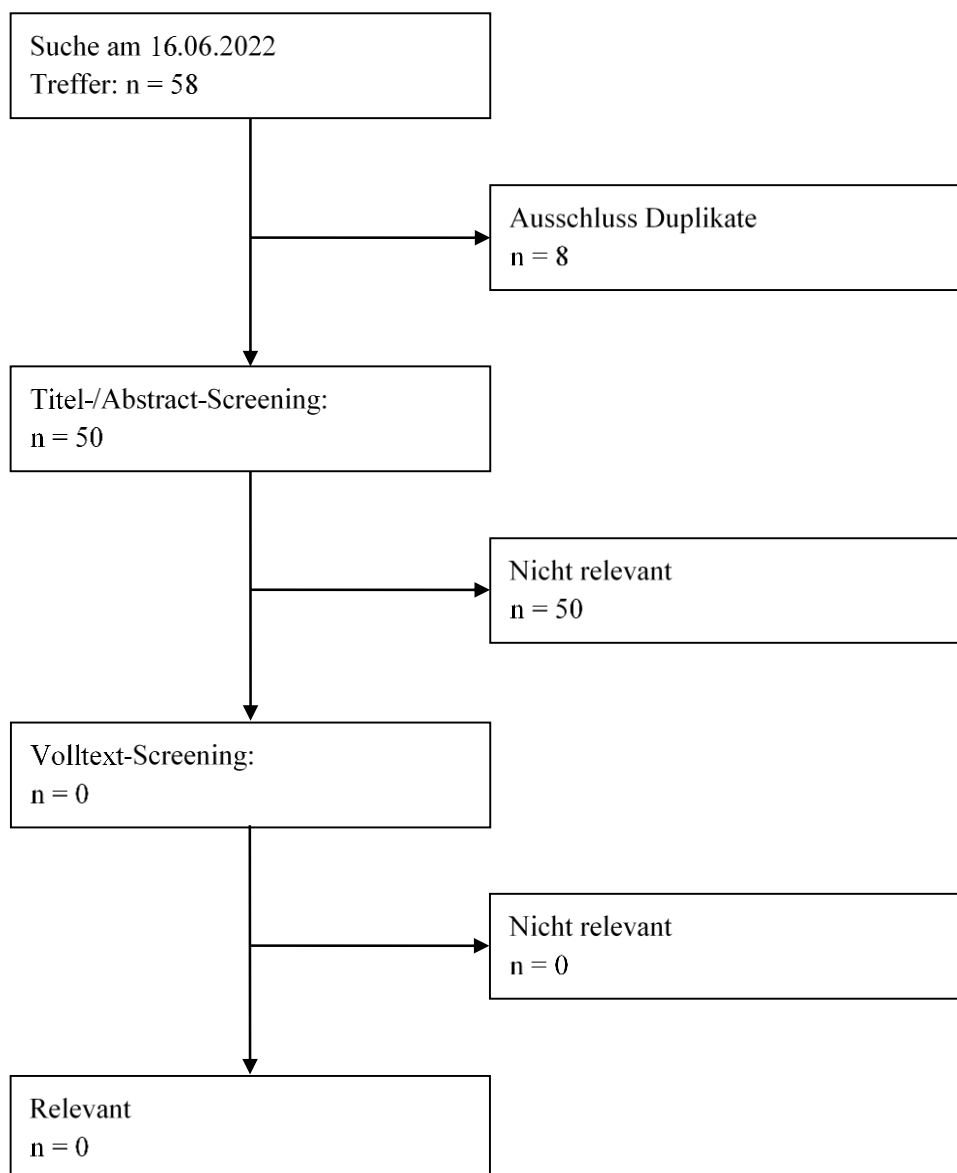 Suche am 16.06.2022
Treffer: n = 58
Ausschluss Duplikate
n = 8
Titel-/Abstract-Screening:
n = 50
Nicht relevant
n = 50
Volltext-Screening:
n = 0
Nicht relevant
n = 0
Relevant
n = 0